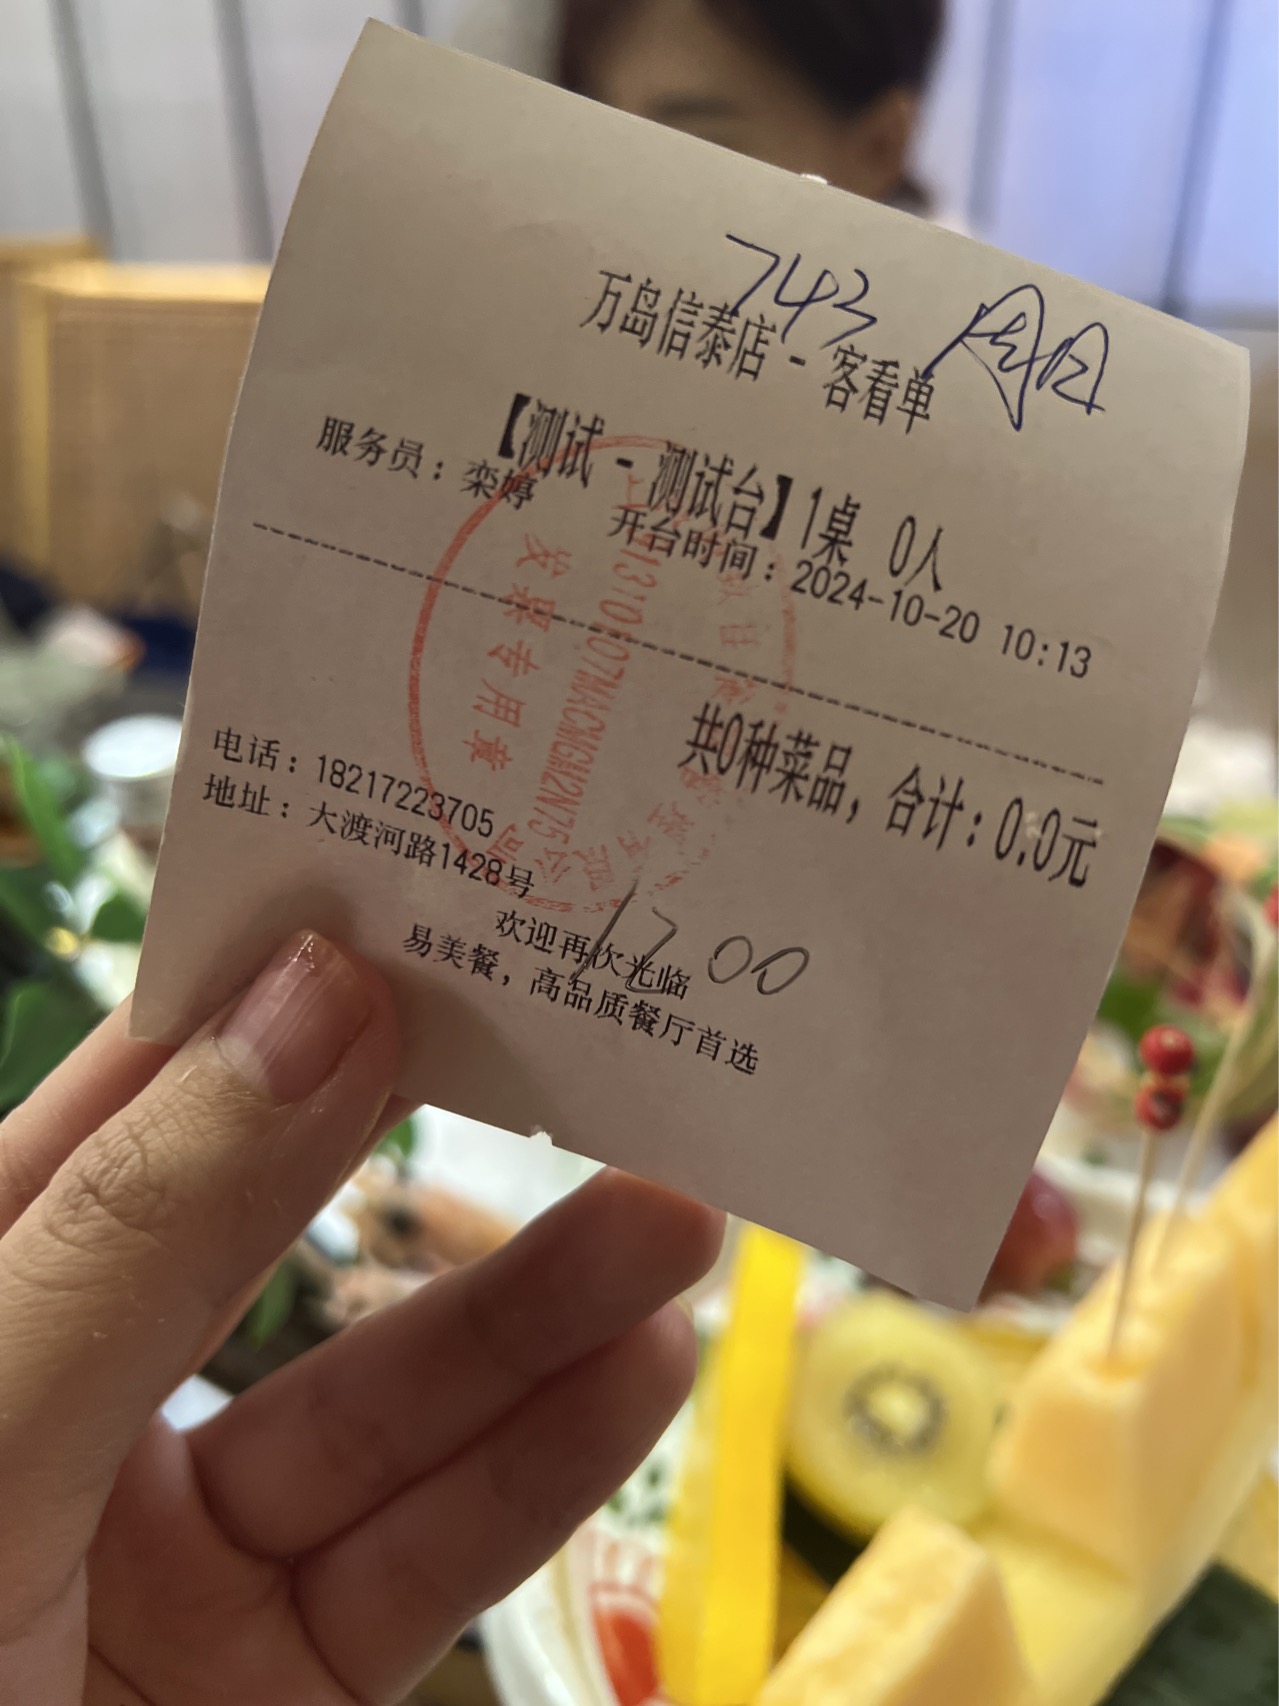 743 周日
万岛信泰店 - 客看单
【测试 - 测试台】1桌 0人
服务员：栾婷
开台时间：2024-10-20 10:13
共0种菜品，合计：0.0元
电话：18217223705
地址：大渡河路1428号
欢迎再次光临
易美餐，高品质餐厅首选
1200
发票专用章